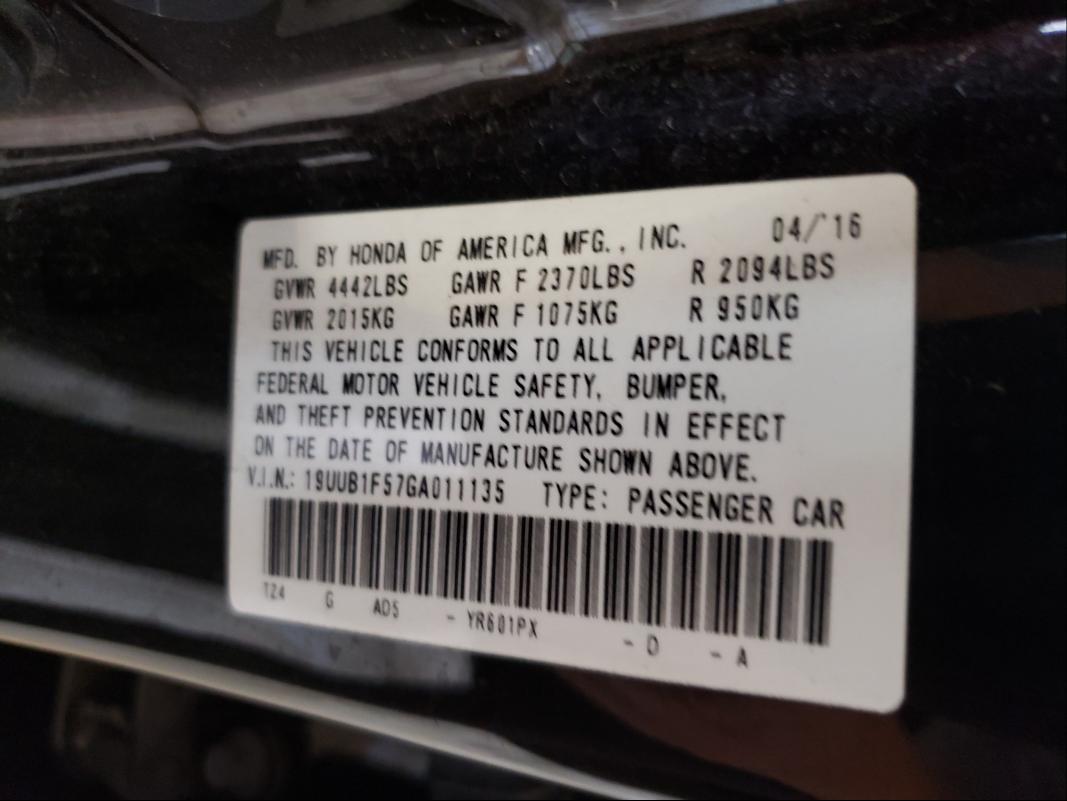 MFD. BY HONDA OF AMERICA MFG., INC. 04/'16
GVWR 4442LBS GAWR F 2370LBS R 2094LBS
GVWR 2015KG GAWR F 1075KG R 950KG
THIS VEHICLE CONFORMS TO ALL APPLICABLE
FEDERAL MOTOR VEHICLE SAFETY, BUMPER,
AND THEFT PREVENTION STANDARDS IN EFFECT
ON THE DATE OF MANUFACTURE SHOWN ABOVE.
V.I.N.: 19UUB1F57GA011135 TYPE: PASSENGER CAR
T24 G AD5 - YR601PX - D - A